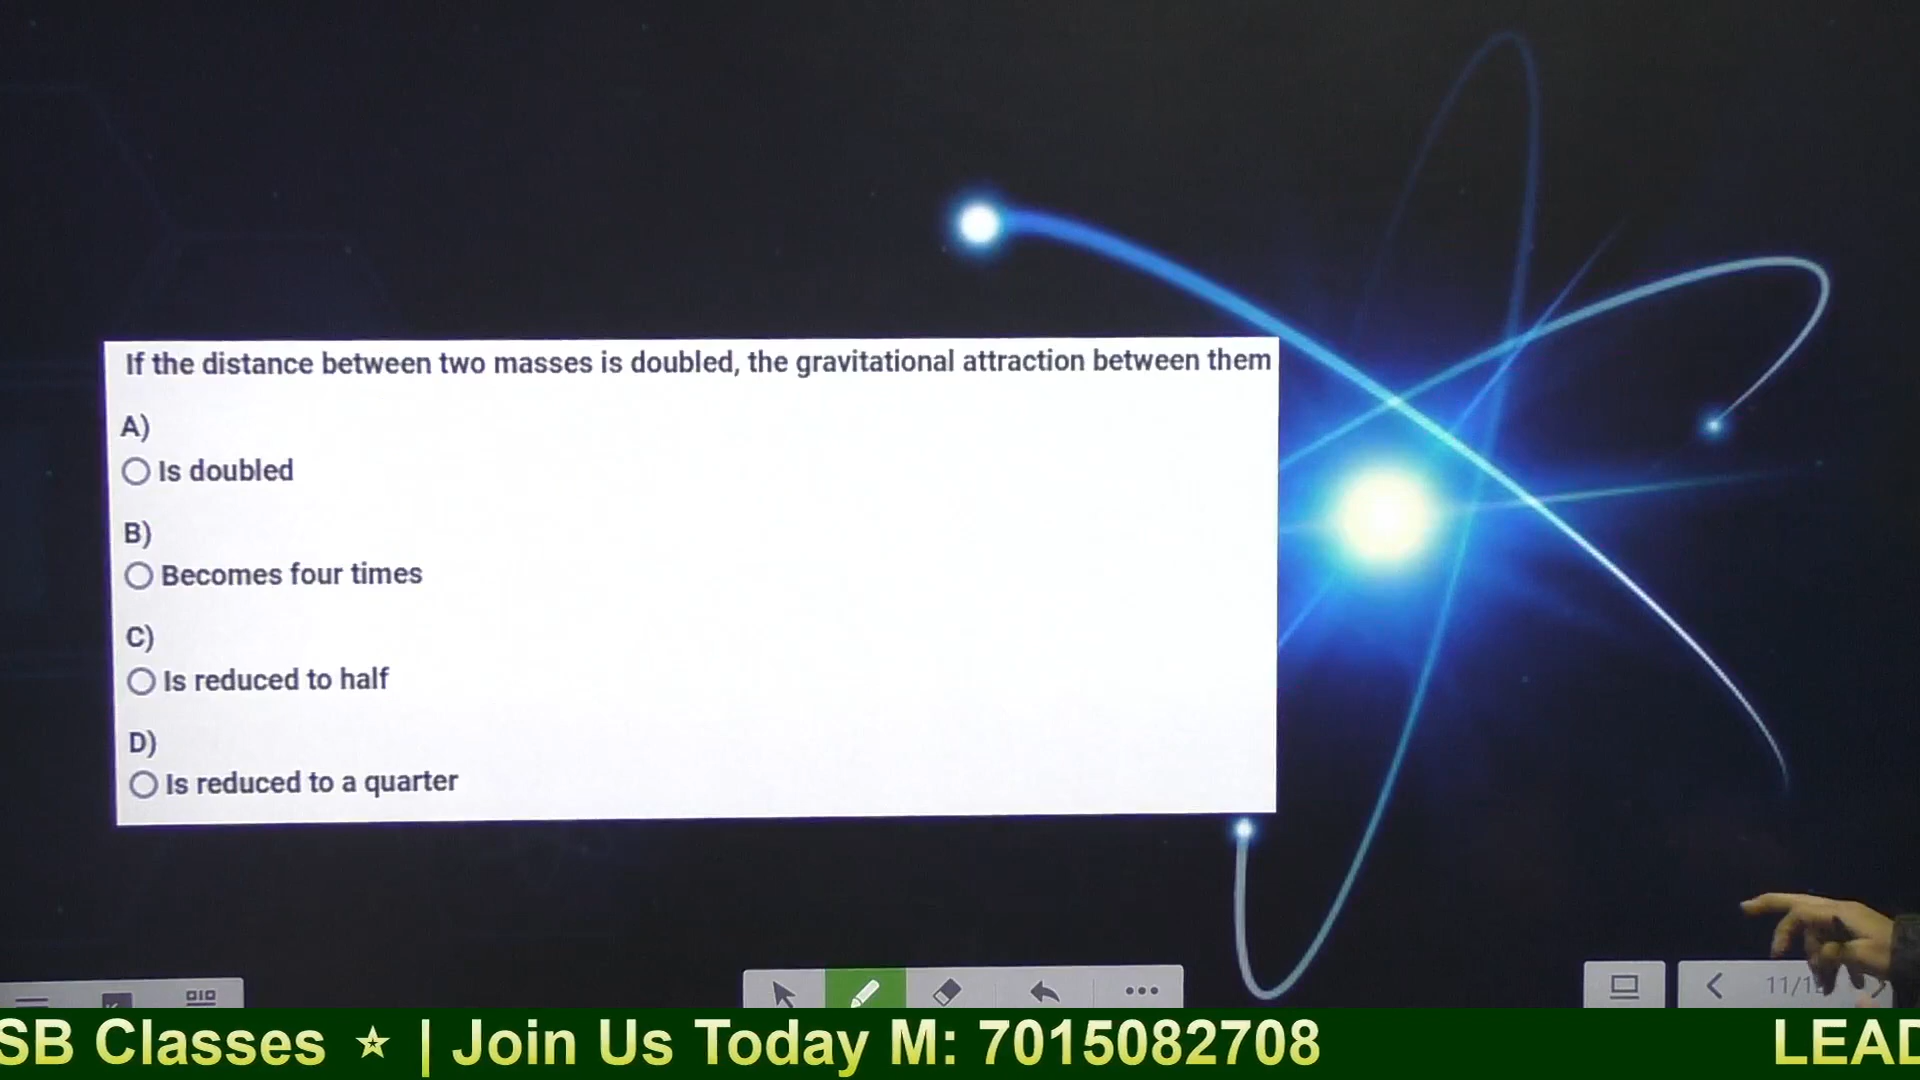 If the distance between two masses is doubled, the gravitational attraction between them
A)
Is doubled
B)
Becomes four times
C)
Is reduced to half
D)
Is reduced to a quarter
SB Classes ⭐ | Join Us Today M: 7015082708